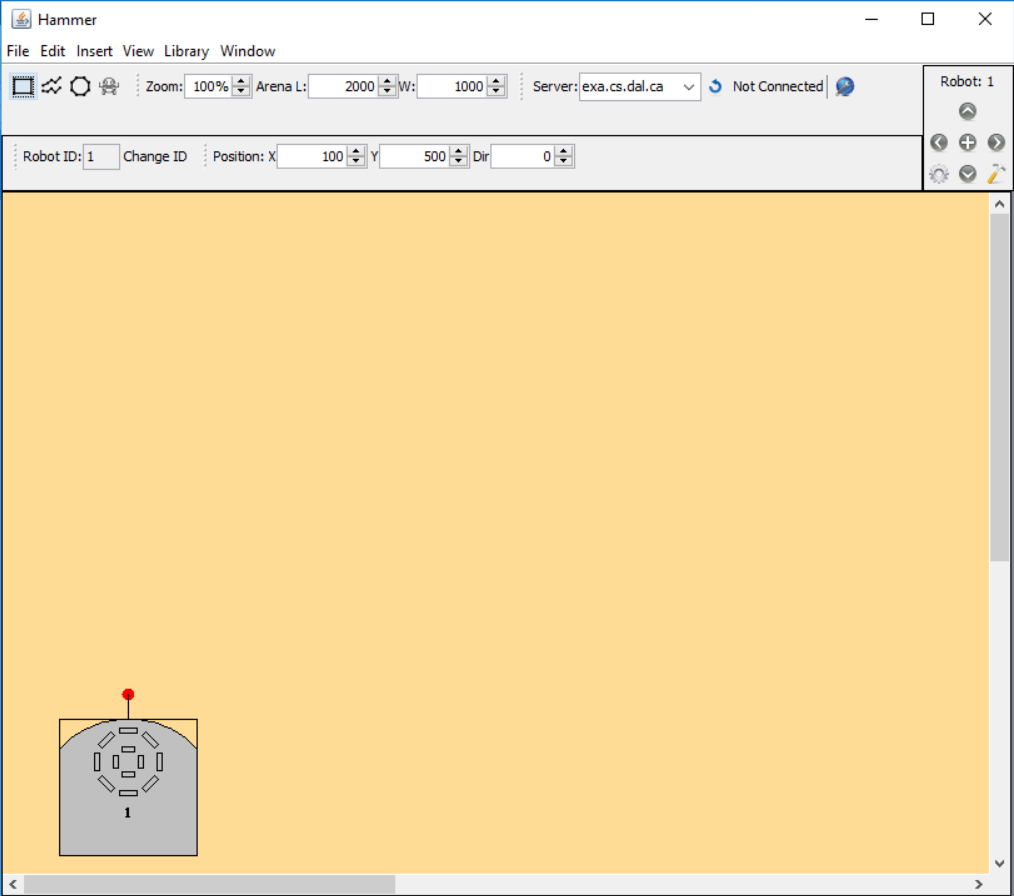 Hammer
File Edit Insert View Library Window
Zoom: 100% Arena L: 2000 W: 1000 Server: exa.cs.dal.ca Not Connected
Robot: 1
Robot ID: 1 Change ID Position: X 100 Y 500 Dir 0
1